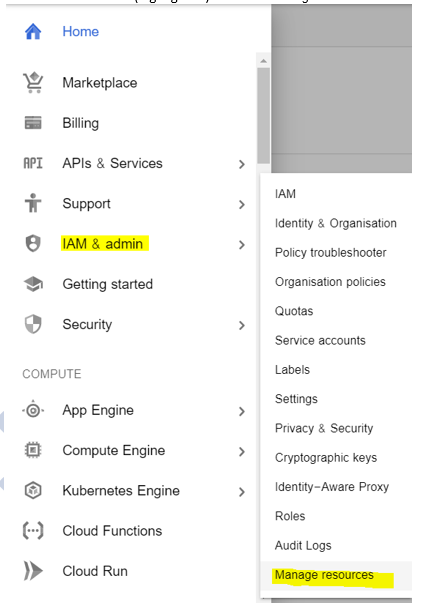 Home
Marketplace
Billing
API APIs & Services
Support
IAM & admin
Getting started
Security
COMPUTE
App Engine
Compute Engine
Kubernetes Engine
Cloud Functions
Cloud Run
IAM
Identity & Organisation
Policy troubleshooter
Organisation policies
Quotas
Service accounts
Labels
Settings
Privacy & Security
Cryptographic keys
Identity-Aware Proxy
Roles
Audit Logs
Manage resources